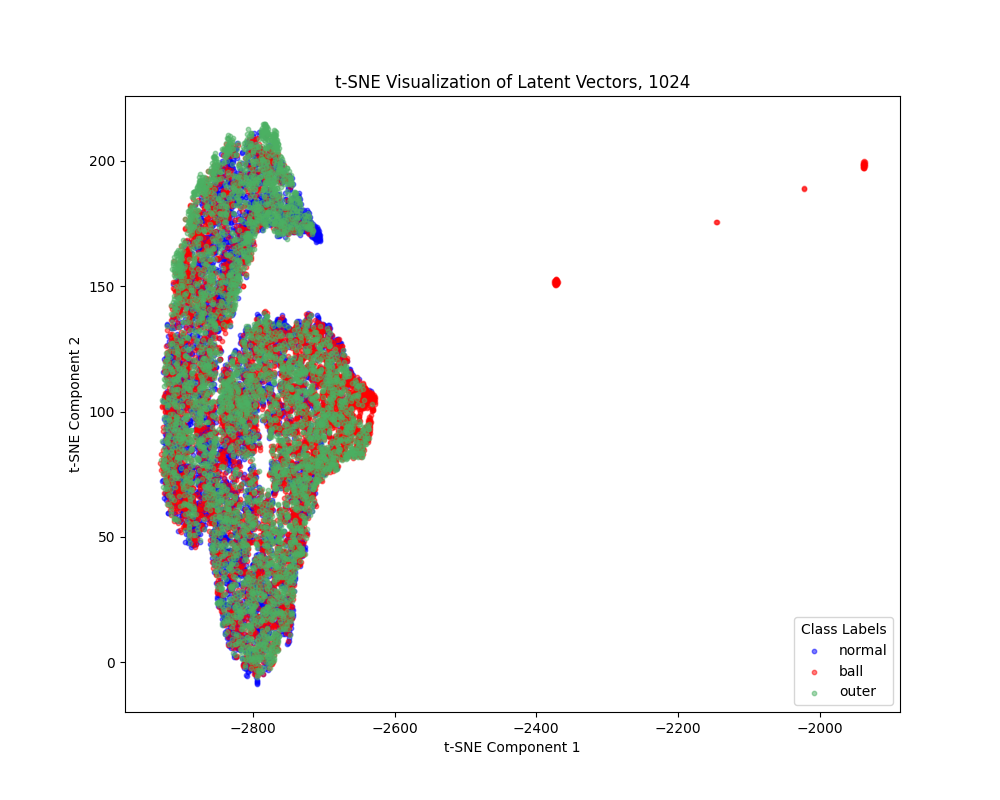 t-SNE Visualization of Latent Vectors, 1024
t-SNE Component 2
200
150
100
50
0
−2800
−2600
−2400
−2200
−2000
t-SNE Component 1
Class Labels
normal
ball
outer